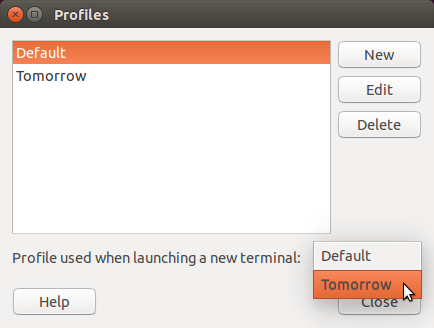 Profiles
Default
Tomorrow
New
Edit
Delete
Profile used when launching a new terminal:
Default
Tomorrow
Help
Close